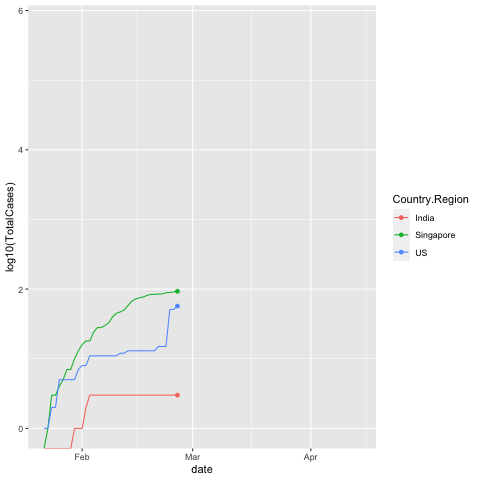 6
4
2
0
log10(TotalCases)
Feb
Mar
Apr
date
Country.Region
India
Singapore
US